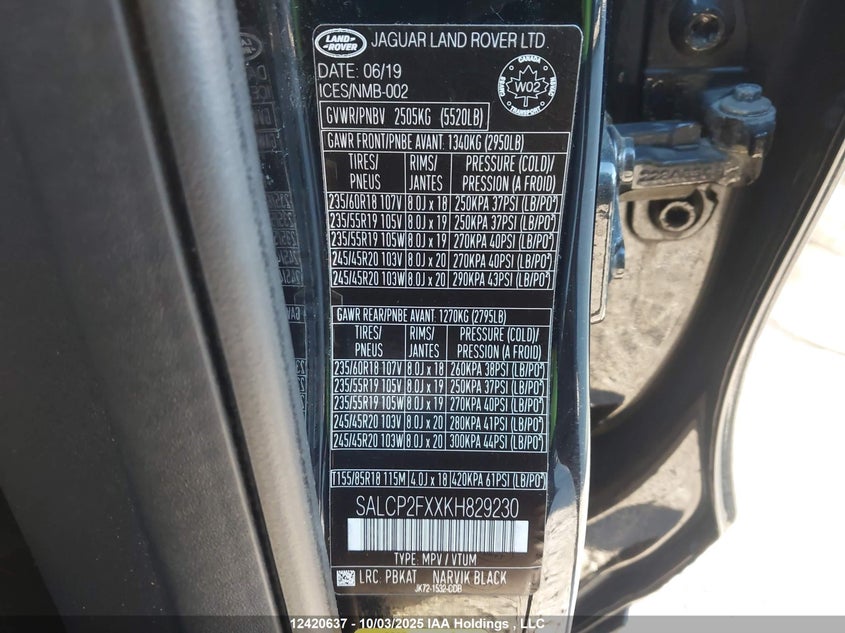 LAND ROVER
JAGUAR LAND ROVER LTD.
DATE: 06/19
ICES/NMB-002
CANADA
W02
TRANSPORT
GVWR/PNBV 2505KG (5520LB)
GAWR FRONT/PNBE AVANT: 1340KG (2950LB)
TIRES/ RIMS/ PRESSURE (COLD)/
PNEUS JANTES PRESSION (A FROID)
235/60R18 107V 8.0J x 18 250KPA 37PSI (LB/PO²)
235/55R19 105V 8.0J x 19 250KPA 37PSI (LB/PO²)
235/55R19 105W 8.0J x 19 270KPA 40PSI (LB/PO²)
245/45R20 103V 8.0J x 20 270KPA 40PSI (LB/PO²)
245/45R20 103W 8.0J x 20 290KPA 43PSI (LB/PO²)
GAWR REAR/PNBE AVANT: 1270KG (2795LB)
TIRES/ RIMS/ PRESSURE (COLD)/
PNEUS JANTES PRESSION (A FROID)
235/60R18 107V 8.0J x 18 260KPA 38PSI (LB/PO²)
235/55R19 105V 8.0J x 19 250KPA 37PSI (LB/PO²)
235/55R19 105W 8.0J x 19 270KPA 40PSI (LB/PO²)
245/45R20 103V 8.0J x 20 280KPA 41PSI (LB/PO²)
245/45R20 103W 8.0J x 20 300KPA 44PSI (LB/PO²)
T155/85R18 115M 4.0J x 18 420KPA 61PSI (LB/PO²)
SALCP2FXXKH829230
TYPE: MPV / VTUM
LRC PBKAT NARVIK BLACK
JK72-1532-CDB
12420637 - 10/03/2025 IAA Holdings , LLC